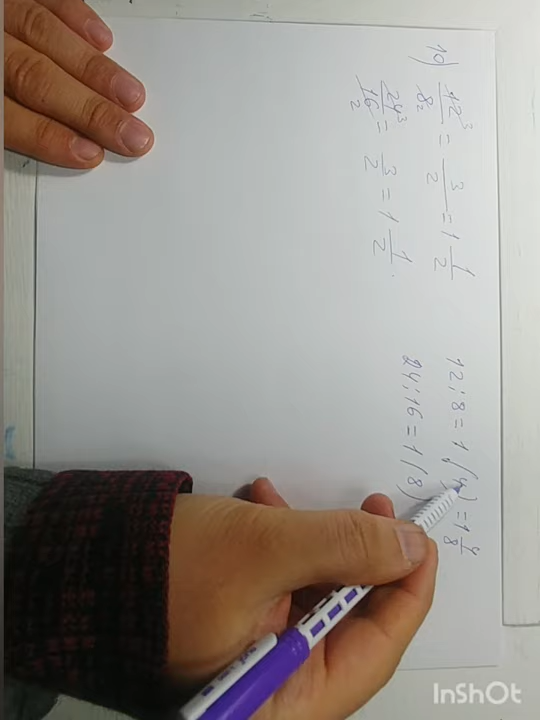 10) 12³/8₂ = 3/2 = 1 1/2
24³/16₂ = 3/2 = 1 1/2.
12:8 = 1 (4) = 1 4/8
24:16 = 1 (8)
InShOt